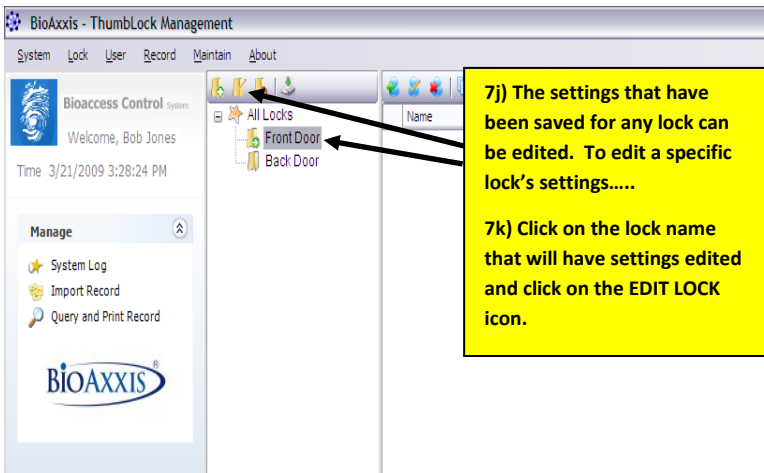 BioAxxis - ThumbLock Management
System Lock User Record Maintain About
Bioaccess Control System
Welcome, Bob Jones
Time 3/21/2009 3:28:24 PM
Manage
System Log
Import Record
Query and Print Record
BIOAXXIS®
All Locks
Front Door
Back Door
Name
7j) The settings that have
been saved for any lock can
be edited. To edit a specific
lock’s settings.....
7k) Click on the lock name
that will have settings edited
and click on the EDIT LOCK
icon.